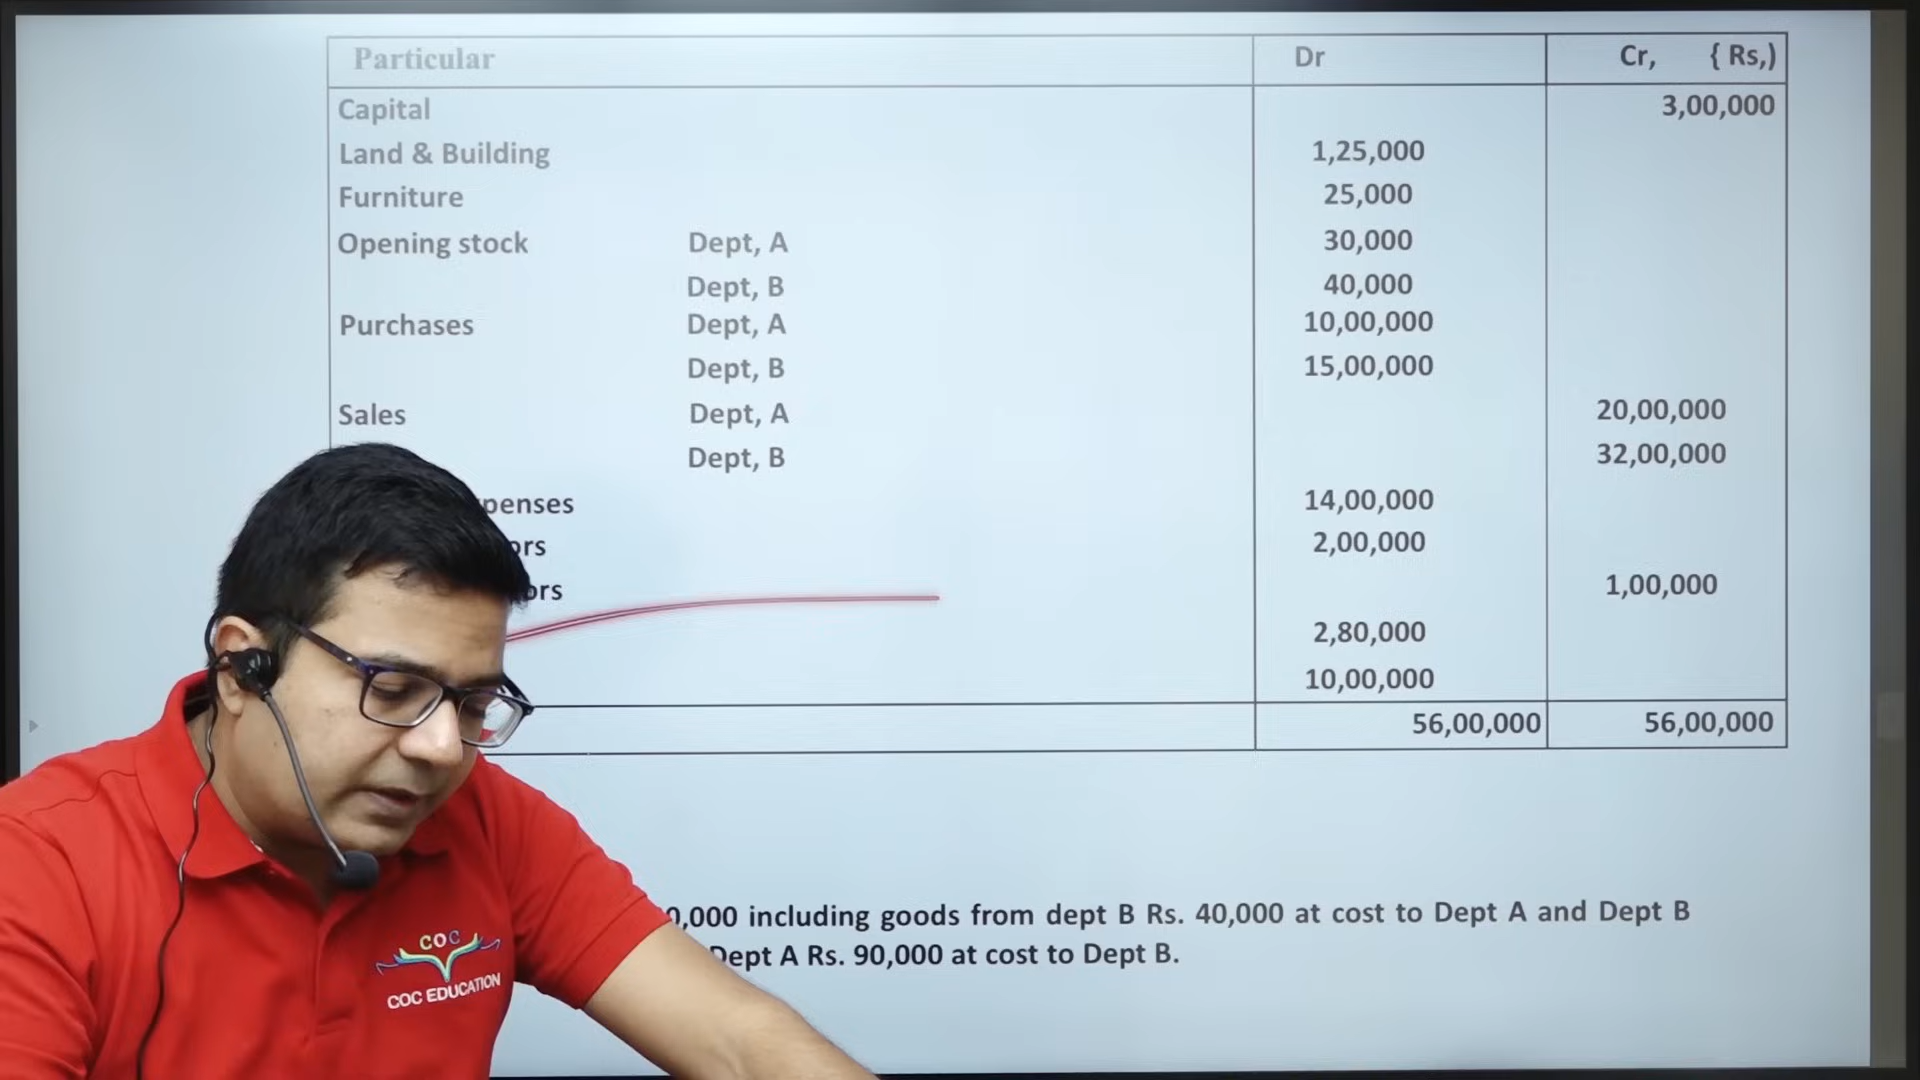 Particular Dr Cr, { Rs,)
Capital 3,00,000
Land & Building 1,25,000
Furniture 25,000
Opening stock Dept, A 30,000
Dept, B 40,000
Purchases Dept, A 10,00,000
Dept, B 15,00,000
Sales Dept, A 20,00,000
Dept, B 32,00,000
penses 14,00,000
ors 2,00,000
ors 1,00,000
2,80,000
10,00,000
56,00,000 56,00,000
0,000 including goods from dept B Rs. 40,000 at cost to Dept A and Dept B
Dept A Rs. 90,000 at cost to Dept B.
COC
COC EDUCATION